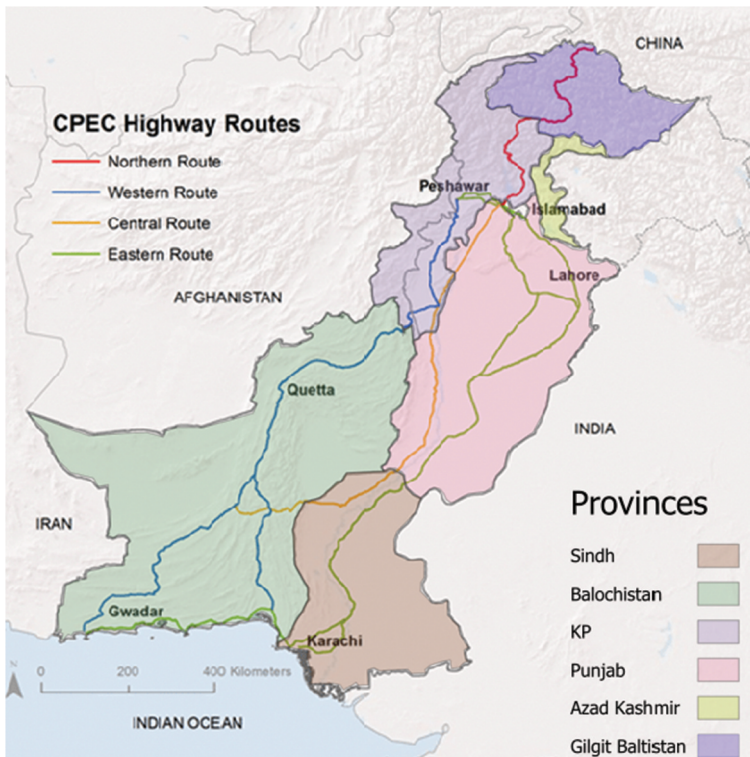 CHINA
CPEC Highway Routes
Northern Route
Western Route
Central Route
Eastern Route
Peshawar
Islamabad
Lahore
AFGHANISTAN
Quetta
INDIA
Provinces
IRAN
Sindh
Balochistan
Gwadar
KP
Karachi
Punjab
N
0 200 400 Kilometers
Azad Kashmir
INDIAN OCEAN
Gilgit Baltistan